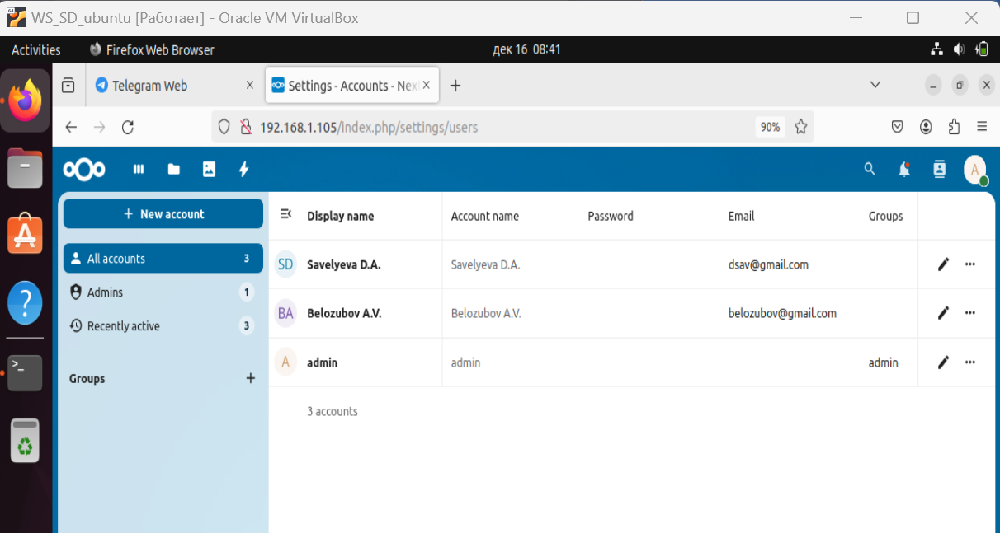 WS_SD_ubuntu [Работает] - Oracle VM VirtualBox
Activities Firefox Web Browser дек 16 08:41
Telegram Web Settings - Accounts - Nex
192.168.1.105/index.php/settings/users 90%
New account
All accounts 3
Admins 1
Recently active 3
Groups
Display name Account name Password Email Groups
SD Savelyeva D.A. Savelyeva D.A. dsav@gmail.com
BA Belozubov A.V. Belozubov A.V. belozubov@gmail.com
A admin admin admin
3 accounts
A